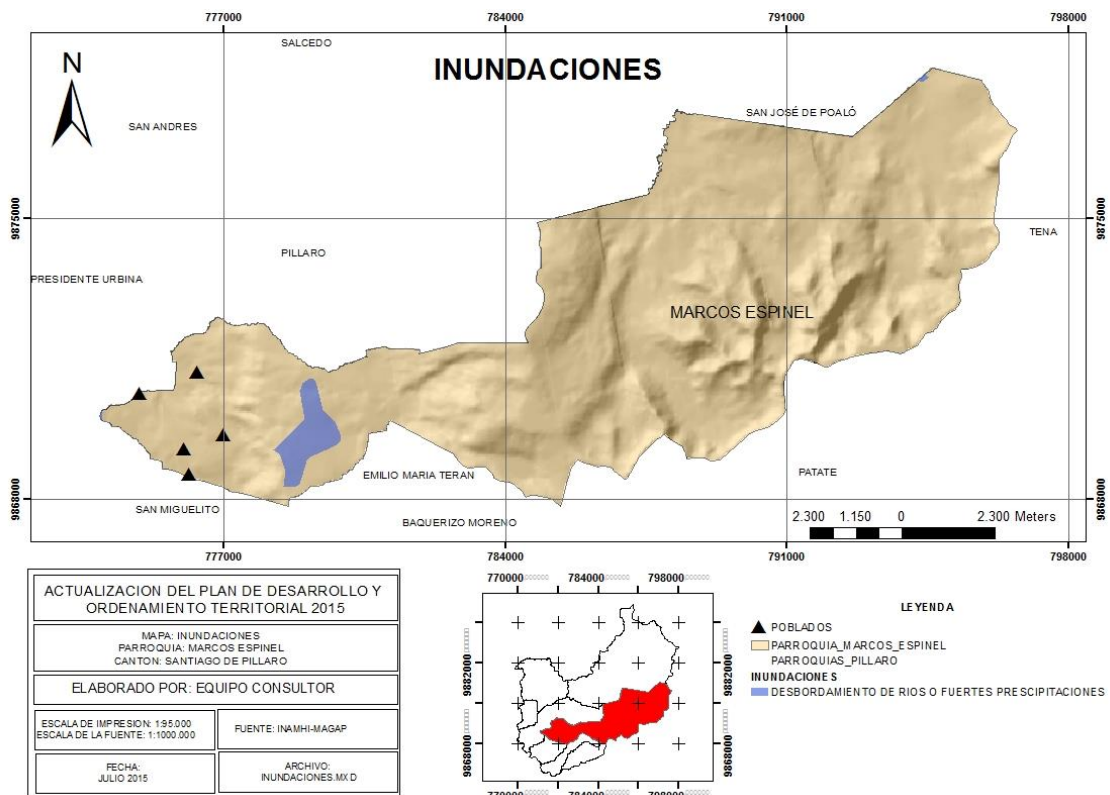 777000
784000
791000
798000
SALCEDO
N
INUNDACIONES
SAN ANDRES
SAN JOSÉ DE POALÓ
9875000
9875000
TENA
PILLARO
PRESIDENTE URBINA
MARCOS ESPINEL
EMILIO MARIA TERAN
PATATE
9868000
9868000
SAN MIGUELITO
BAQUERIZO MORENO
2.300 1.150 0 2.300 Meters
777000
784000
791000
798000
ACTUALIZACION DEL PLAN DE DESARROLLO Y
ORDENAMIENTO TERRITORIAL 2015
MAPA: INUNDACIONES
PARROQUIA: MARCOS ESPINEL
CANTON: SANTIAGO DE PILLARO
ELABORADO POR: EQUIPO CONSULTOR
ESCALA DE IMPRESION: 1:95.000
ESCALA DE LA FUENTE: 1:1000.000
FUENTE: INAMHI-MAGAP
FECHA:
JULIO 2015
ARCHIVO:
INUNDACIONES.MXD
770000
784000
798000
9882000
9882000
9868000
9868000
770000
784000
798000
LEYENDA
POBLADOS
PARROQUIA_MARCOS_ESPINEL
PARROQUIAS_PILLARO
INUNDACIONES
DESBORDAMIENTO DE RIOS O FUERTES PRECIPITACIONES